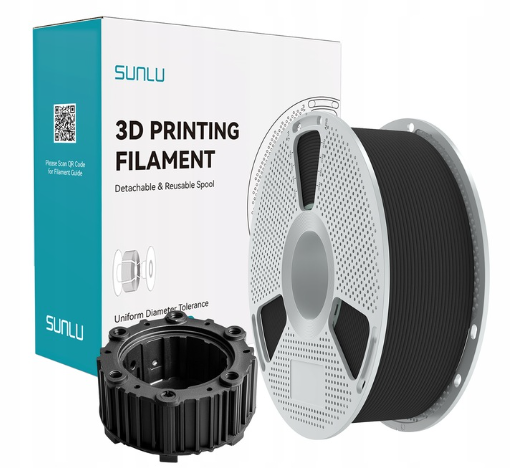 SUNLU
3D PRINTING
FILAMENT
Detachable & Reusable Spool
Please Scan QR Code
for Filament Guide
Uniform Diameter Tolerance
SUNLU